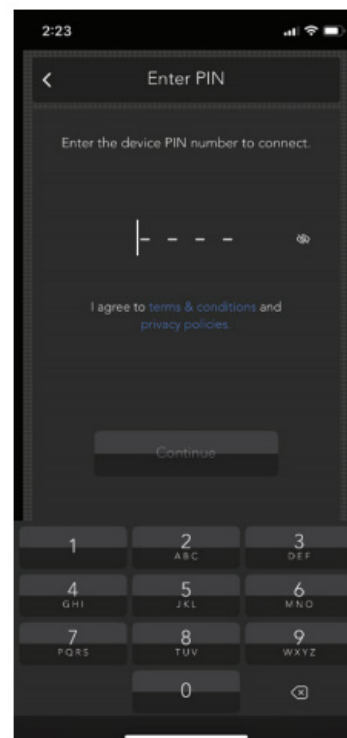 2:23
Enter PIN
Enter the device PIN number to connect.
- - - -
I agree to terms & conditions and
privacy policies.
Continue
1
2
ABC
3
DEF
4
GHI
5
JKL
6
MNO
7
PQRS
8
TUV
9
WXYZ
0